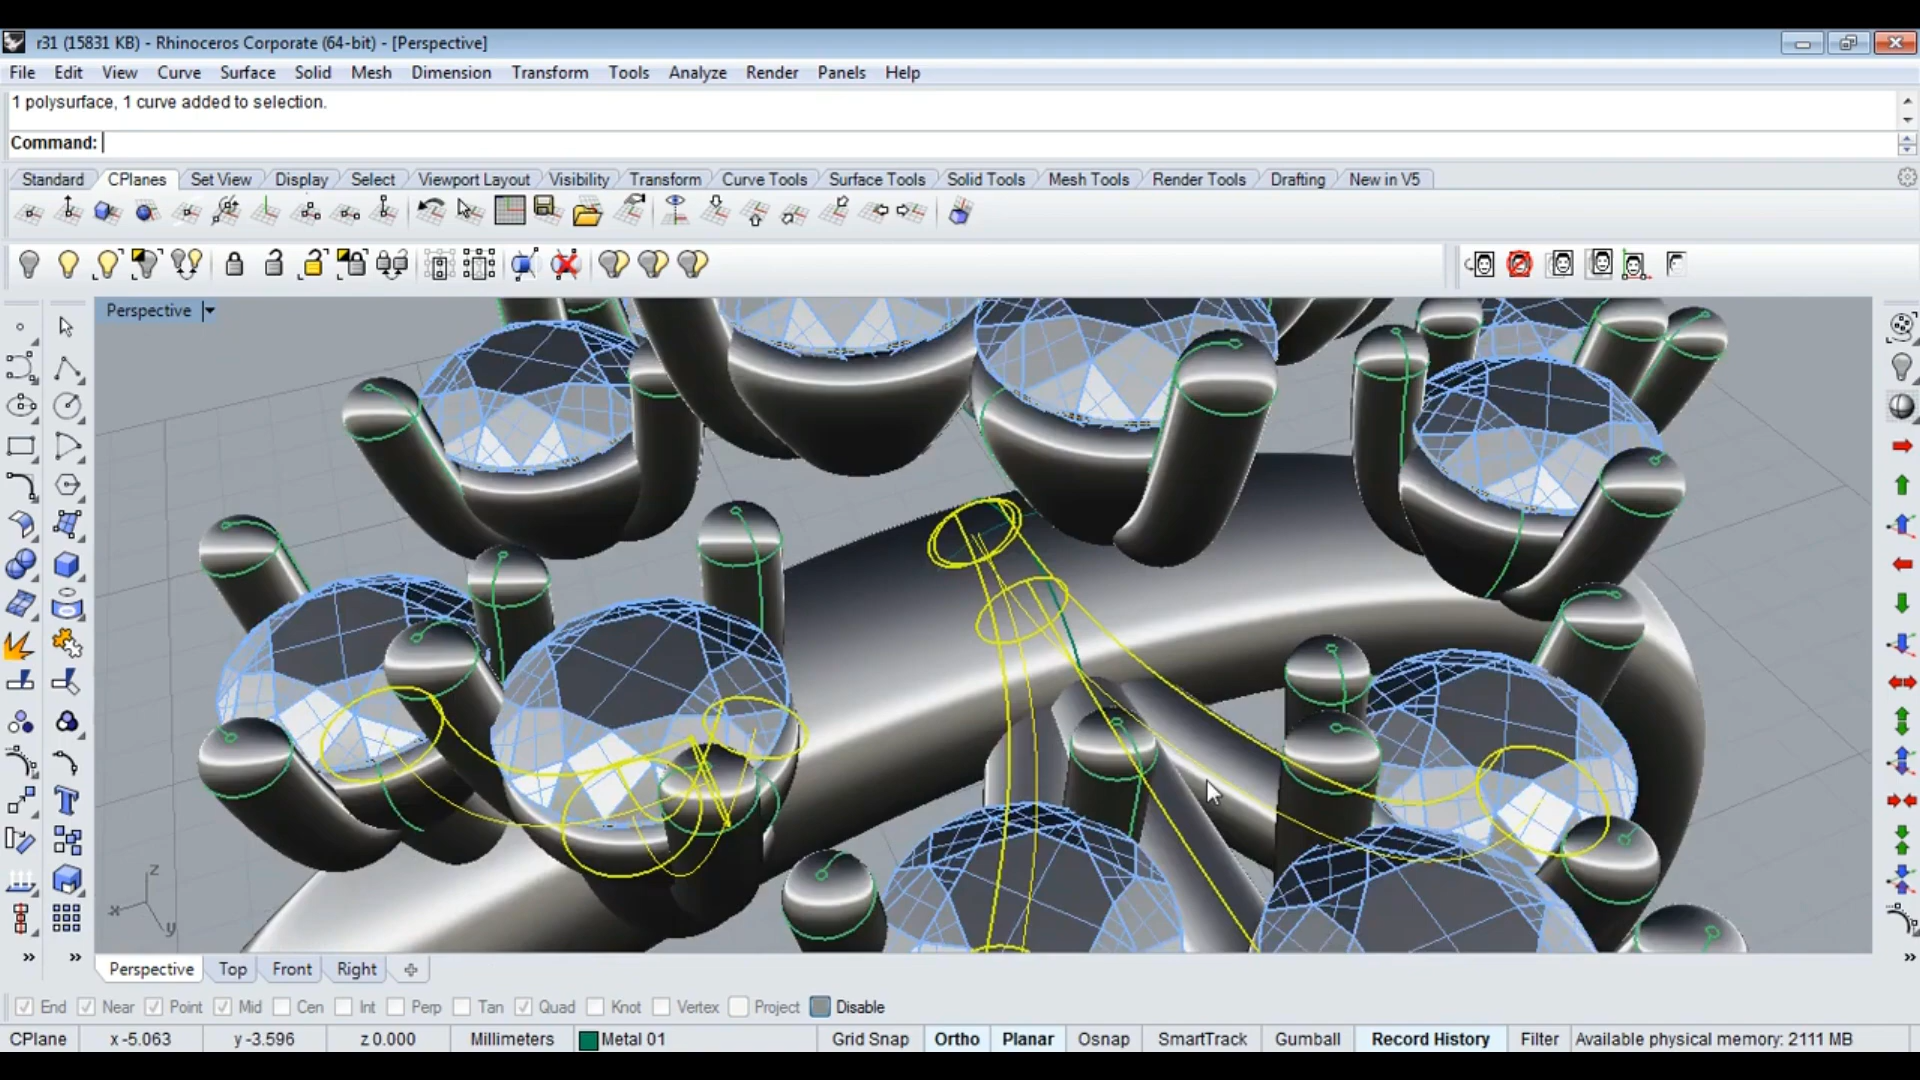 r31 (15831 KB) - Rhinoceros Corporate (64-bit) - [Perspective]
File Edit View Curve Surface Solid Mesh Dimension Transform Tools Analyze Render Panels Help
1 polysurface, 1 curve added to selection.
Command:
Standard CPlanes Set View Display Select Viewport Layout Visibility Transform Curve Tools Surface Tools Solid Tools Mesh Tools Render Tools Drafting New in V5
Perspective
z
x
y
Perspective Top Front Right
End Near Point Mid Cen Int Perp Tan Quad Knot Vertex Project Disable
CPlane x -5.063 y -3.596 z 0.000 Millimeters Metal 01 Grid Snap Ortho Planar Osnap SmartTrack Gumball Record History Filter Available physical memory: 2111 MB